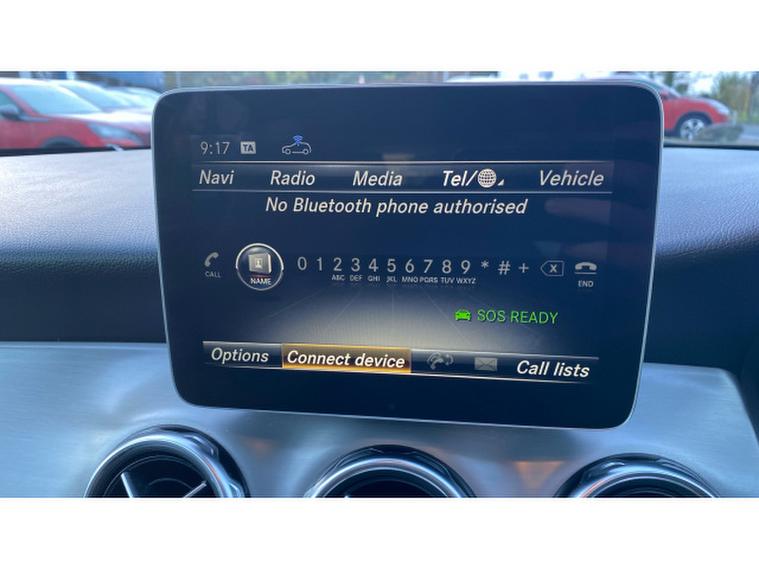 9:17 TA
Navi Radio Media Tel/ Vehicle
No Bluetooth phone authorised
0 1 2 3 4 5 6 7 8 9 * # + X
CALL NAME ABC DEF GHI JKL MNO PQRS TUV WXYZ END
SOS READY
Options Connect device Call lists